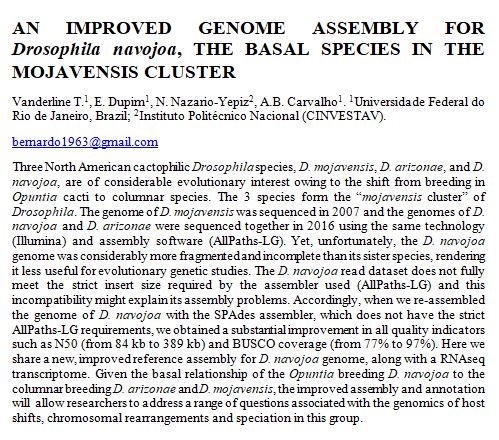 AN IMPROVED GENOME ASSEMBLY FOR
Drosophila navojoa, THE BASAL SPECIES IN THE
MOJAVENSIS CLUSTER
Vanderline T.1, E. Dupim1, N. Nazario-Yepiz2, A.B. Carvalho1. 1Universidade Federal do
Rio de Janeiro, Brazil; 2Instituto Politécnico Nacional (CINVESTAV).
bernardo1963@gmail.com
Three North American cactophilic Drosophila species, D. mojavensis, D. arizonae, and D.
navojoa, are of considerable evolutionary interest owing to the shift from breeding in
Opuntia cacti to columnar species. The 3 species form the “mojavensis cluster” of
Drosophila. The genome of D. mojavensis was sequenced in 2007 and the genomes of D.
navojoa and D. arizonae were sequenced together in 2016 using the same technology
(Illumina) and assembly software (AllPaths-LG). Yet, unfortunately, the D. navojoa
genome was considerably more fragmented and incomplete than its sister species, rendering
it less useful for evolutionary genetic studies. The D. navojoa read dataset does not fully
meet the strict insert size required by the assembler used (AllPaths-LG) and this
incompatibility might explain its assembly problems. Accordingly, when we re-assembled
the genome of D. navojoa with the SPAdes assembler, which does not have the strict
AllPaths-LG requirements, we obtained a substantial improvement in all quality indicators
such as N50 (from 84 kb to 389 kb) and BUSCO coverage (from 77% to 97%). Here we
share a new, improved reference assembly for D. navojoa genome, along with a RNAseq
transcriptome. Given the basal relationship of the Opuntia breeding D. navojoa to the
columnar breeding D. arizonae and D. mojavensis, the improved assembly and annotation
will allow researchers to address a range of questions associated with the genomics of host
shifts, chromosomal rearrangements and speciation in this group.